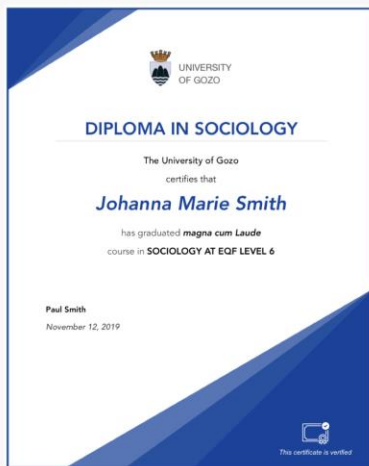 UNIVERSITY
OF GOZO
DIPLOMA IN SOCIOLOGY
The University of Gozo
certifies that
Johanna Marie Smith
has graduated magna cum Laude
course in SOCIOLOGY AT EQF LEVEL 6
Paul Smith
November 12, 2019
This certificate is verified